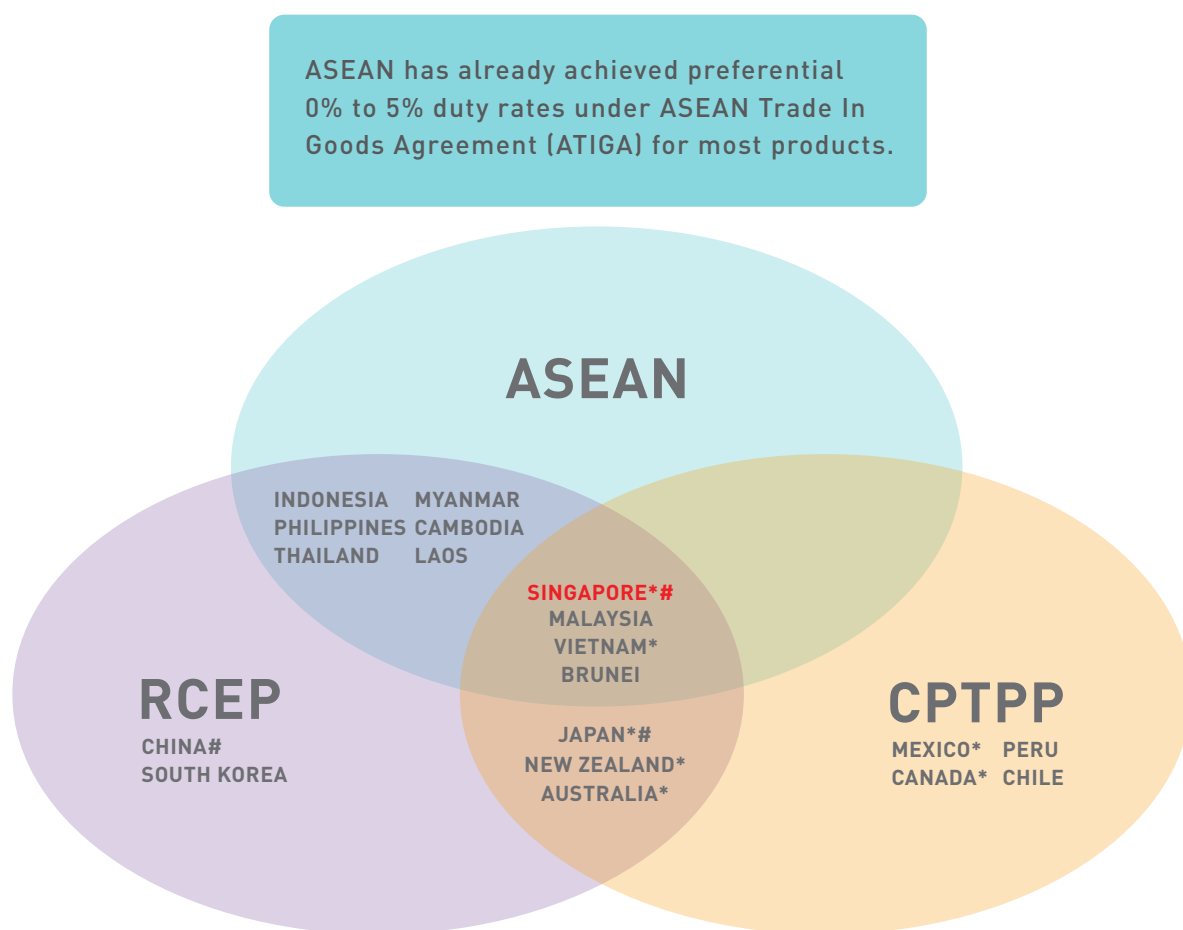 ASEAN has already achieved preferential
0% to 5% duty rates under ASEAN Trade In
Goods Agreement (ATIGA) for most products.
ASEAN
INDONESIA MYANMAR
PHILIPPINES CAMBODIA
THAILAND LAOS
SINGAPORE*#
MALAYSIA
VIETNAM*
BRUNEI
RCEP
CHINA#
SOUTH KOREA
JAPAN*#
NEW ZEALAND*
AUSTRALIA*
CPTPP
MEXICO* PERU
CANADA* CHILE